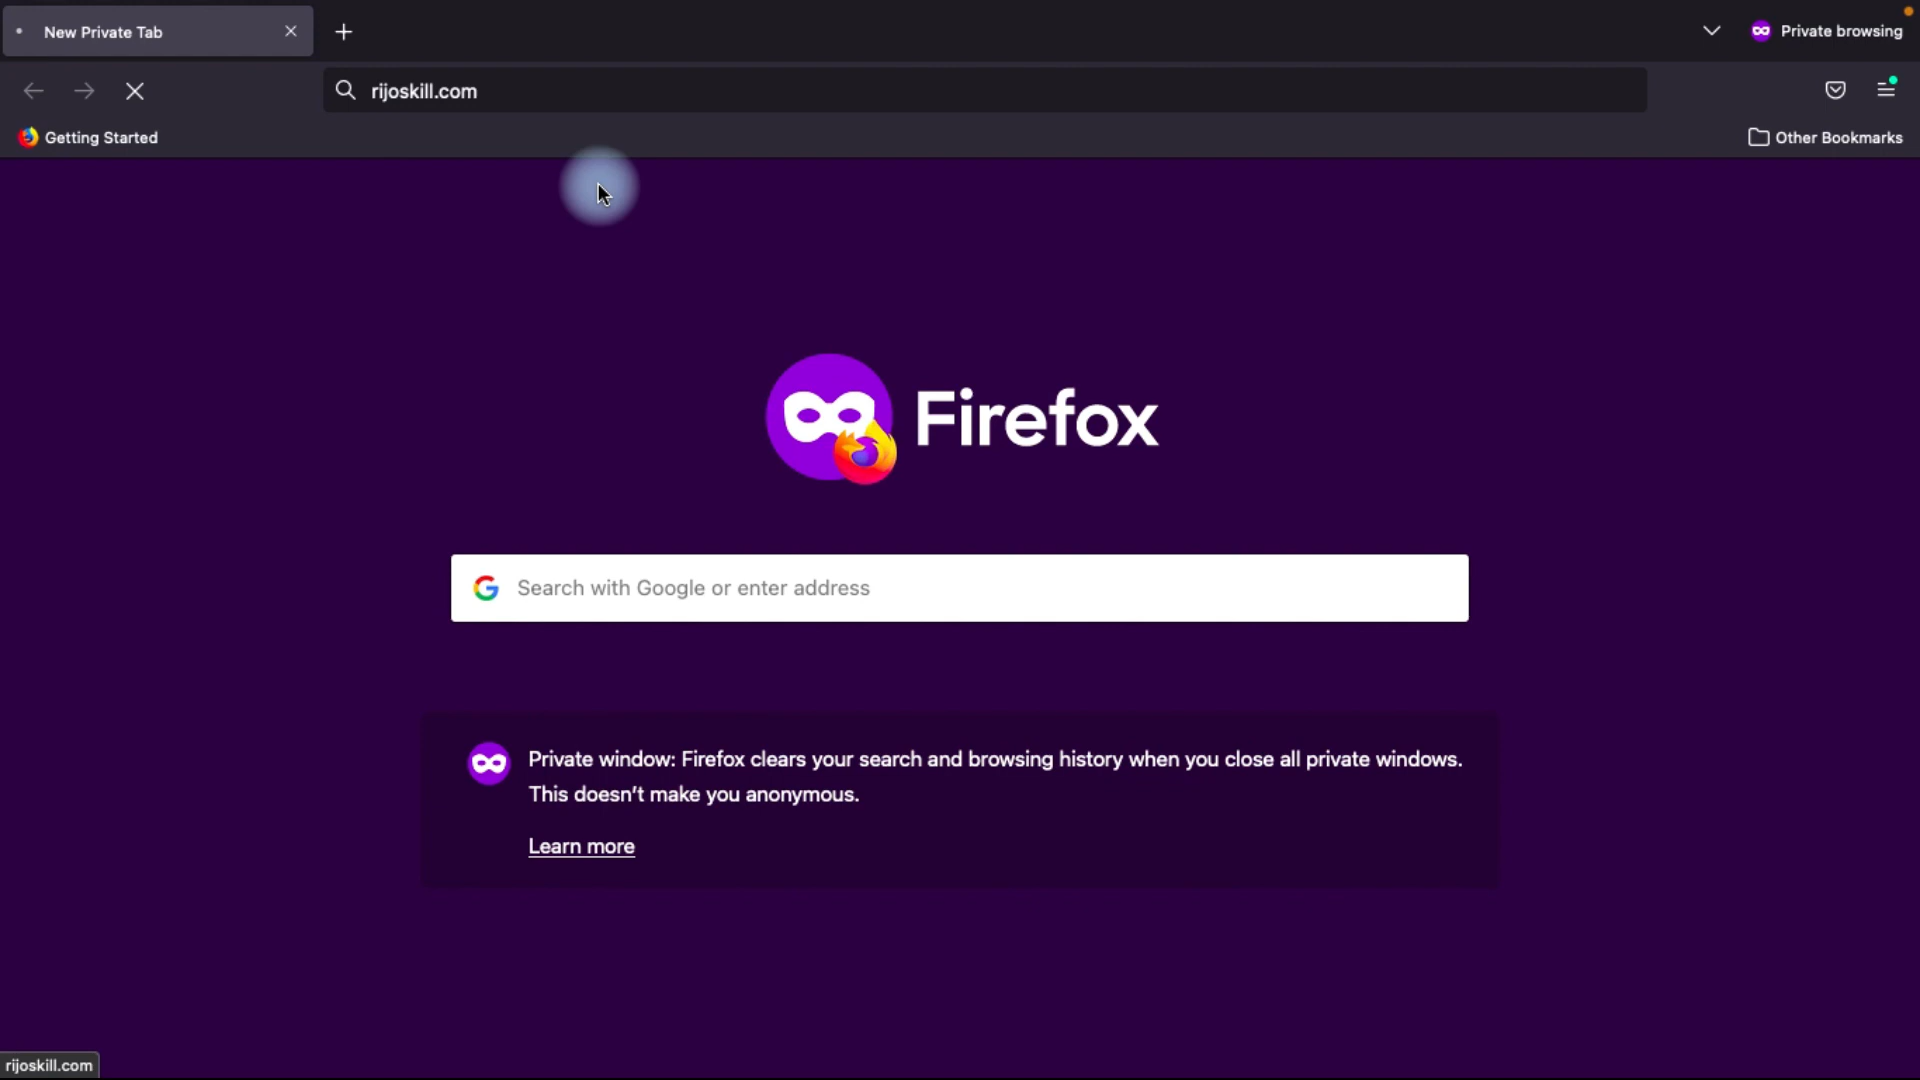 New Private Tab
Private browsing
rijoskill.com
Getting Started
Other Bookmarks
Firefox
Search with Google or enter address
Private window: Firefox clears your search and browsing history when you close all private windows.
This doesn't make you anonymous.
Learn more
rijoskill.com